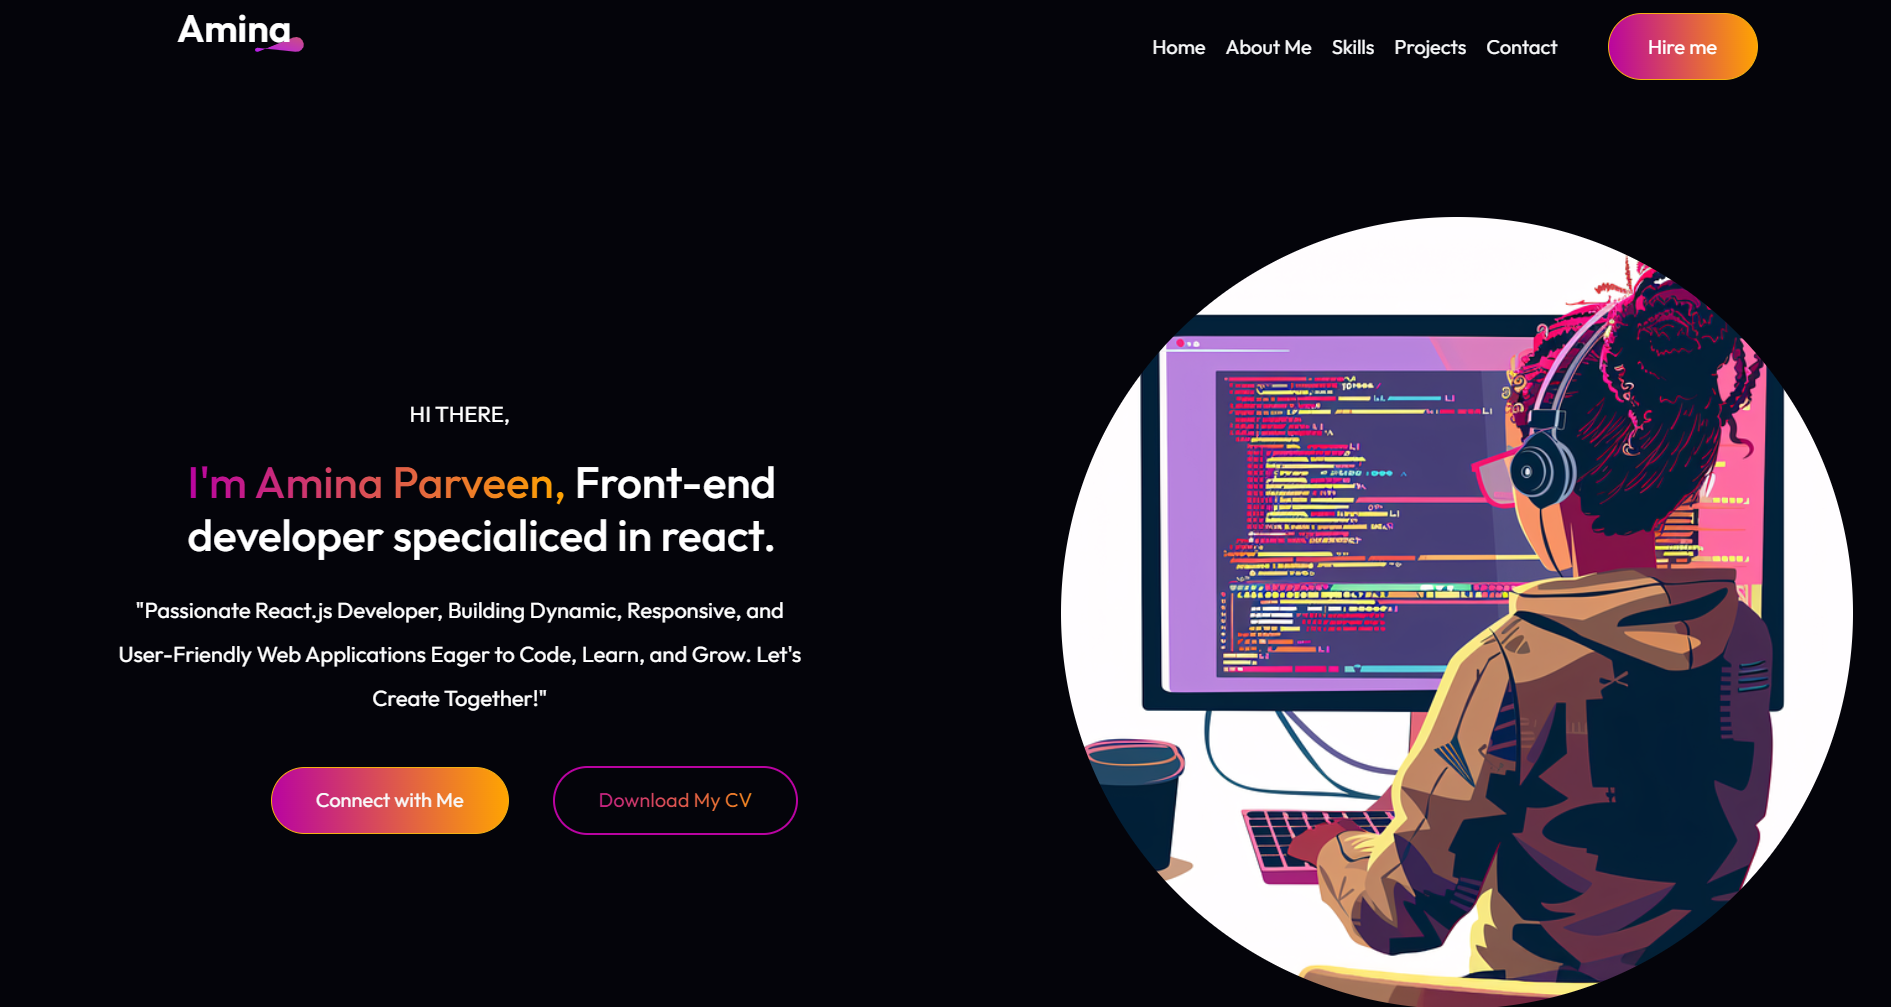 Amina
Home About Me Skills Projects Contact Hire me
HI THERE,
I'm Amina Parveen, Front-end
developer specialiced in react.
"Passionate React.js Developer, Building Dynamic, Responsive, and
User-Friendly Web Applications Eager to Code, Learn, and Grow. Let's
Create Together!"
Connect with Me Download My CV